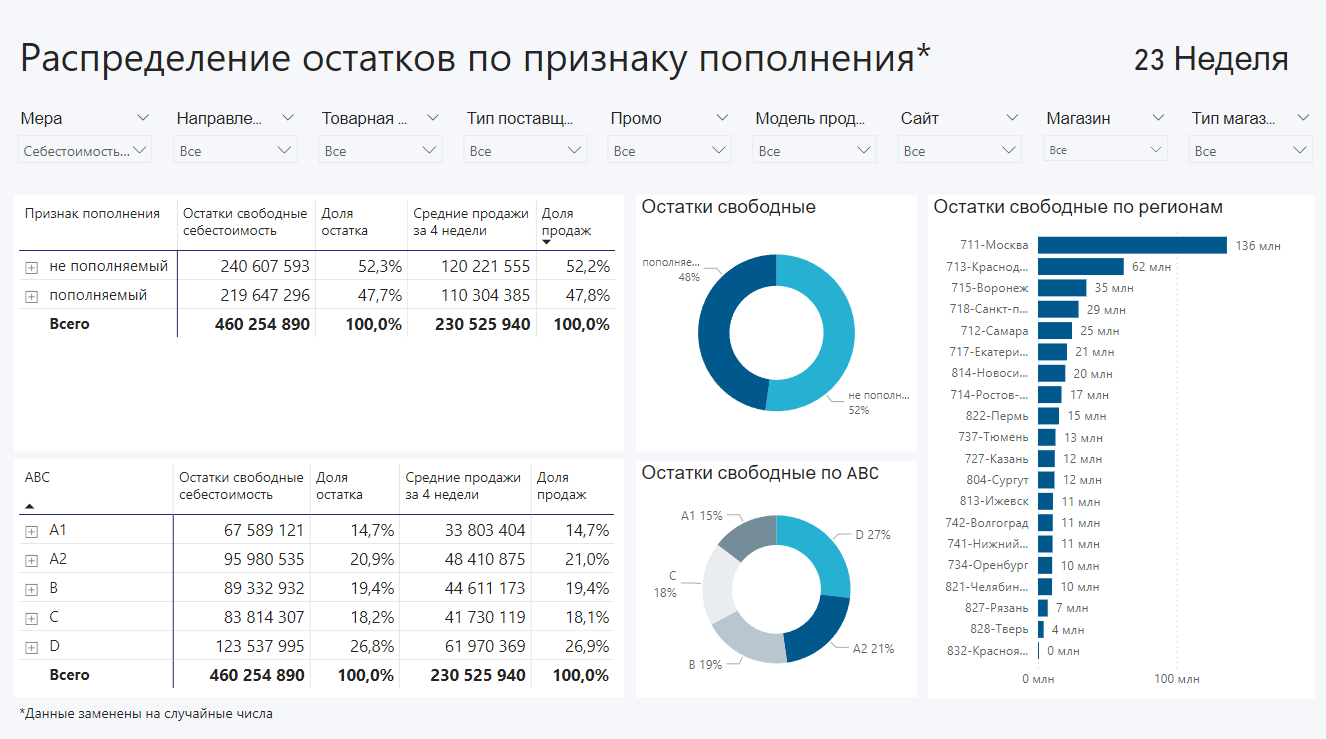 Распределение остатков по признаку пополнения*
23 Неделя
Мера
Направле...
Товарная ...
Тип поставщ...
Промо
Модель прод...
Сайт
Магазин
Тип магаз...
Себестоимость...
Все
Все
Все
Все
Все
Все
Все
Все
Признак пополнения
Остатки свободные
себестоимость
Доля
остатка
Средние продажи
за 4 недели
Доля
продаж
не пополняемый 240 607 593 52,3% 120 221 555 52,2%
пополняемый 219 647 296 47,7% 110 304 385 47,8%
Всего 460 254 890 100,0% 230 525 940 100,0%
Остатки свободные
пополняе...
48%
не пополн...
52%
ABC
Остатки свободные
себестоимость
Доля
остатка
Средние продажи
за 4 недели
Доля
продаж
A1 67 589 121 14,7% 33 803 404 14,7%
A2 95 980 535 20,9% 48 410 875 21,0%
B 89 332 932 19,4% 44 611 173 19,4%
C 83 814 307 18,2% 41 730 119 18,1%
D 123 537 995 26,8% 61 970 369 26,9%
Всего 460 254 890 100,0% 230 525 940 100,0%
Остатки свободные по ABC
A1 15%
D 27%
C
18%
B 19%
A2 21%
Остатки свободные по регионам
711-Москва 136 млн
713-Краснод... 62 млн
715-Воронеж 35 млн
718-Санкт-п... 29 млн
712-Самара 25 млн
717-Екатери... 21 млн
814-Новоси... 20 млн
714-Ростов-... 17 млн
822-Пермь 15 млн
737-Тюмень 13 млн
727-Казань 12 млн
804-Сургут 12 млн
813-Ижевск 11 млн
742-Волгоград 11 млн
741-Нижний... 11 млн
734-Оренбург 10 млн
821-Челябин... 10 млн
827-Рязань 7 млн
828-Тверь 4 млн
832-Красноя... 0 млн
0 млн 100 млн
*Данные заменены на случайные числа